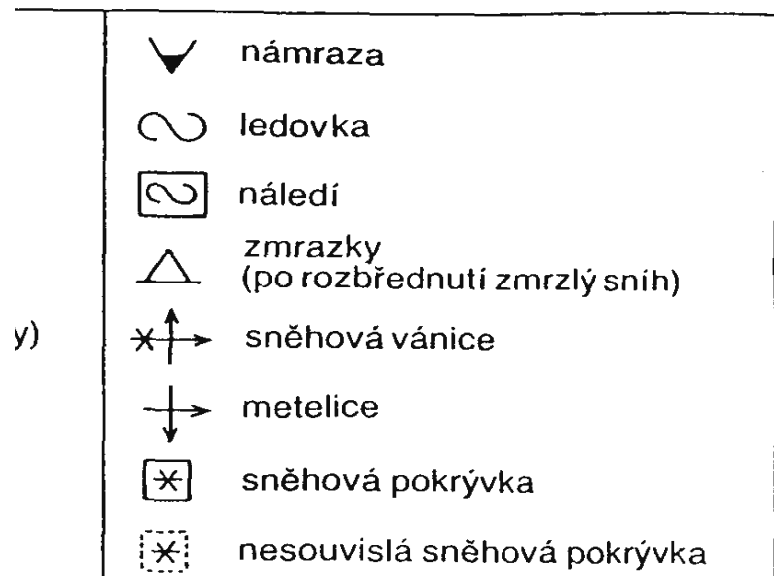 námraza
ledovka
náledí
zmrazky
(po rozbřednutí zmrzlý sníh)
y)
sněhová vánice
metelice
sněhová pokrývka
nesouvislá sněhová pokrývka